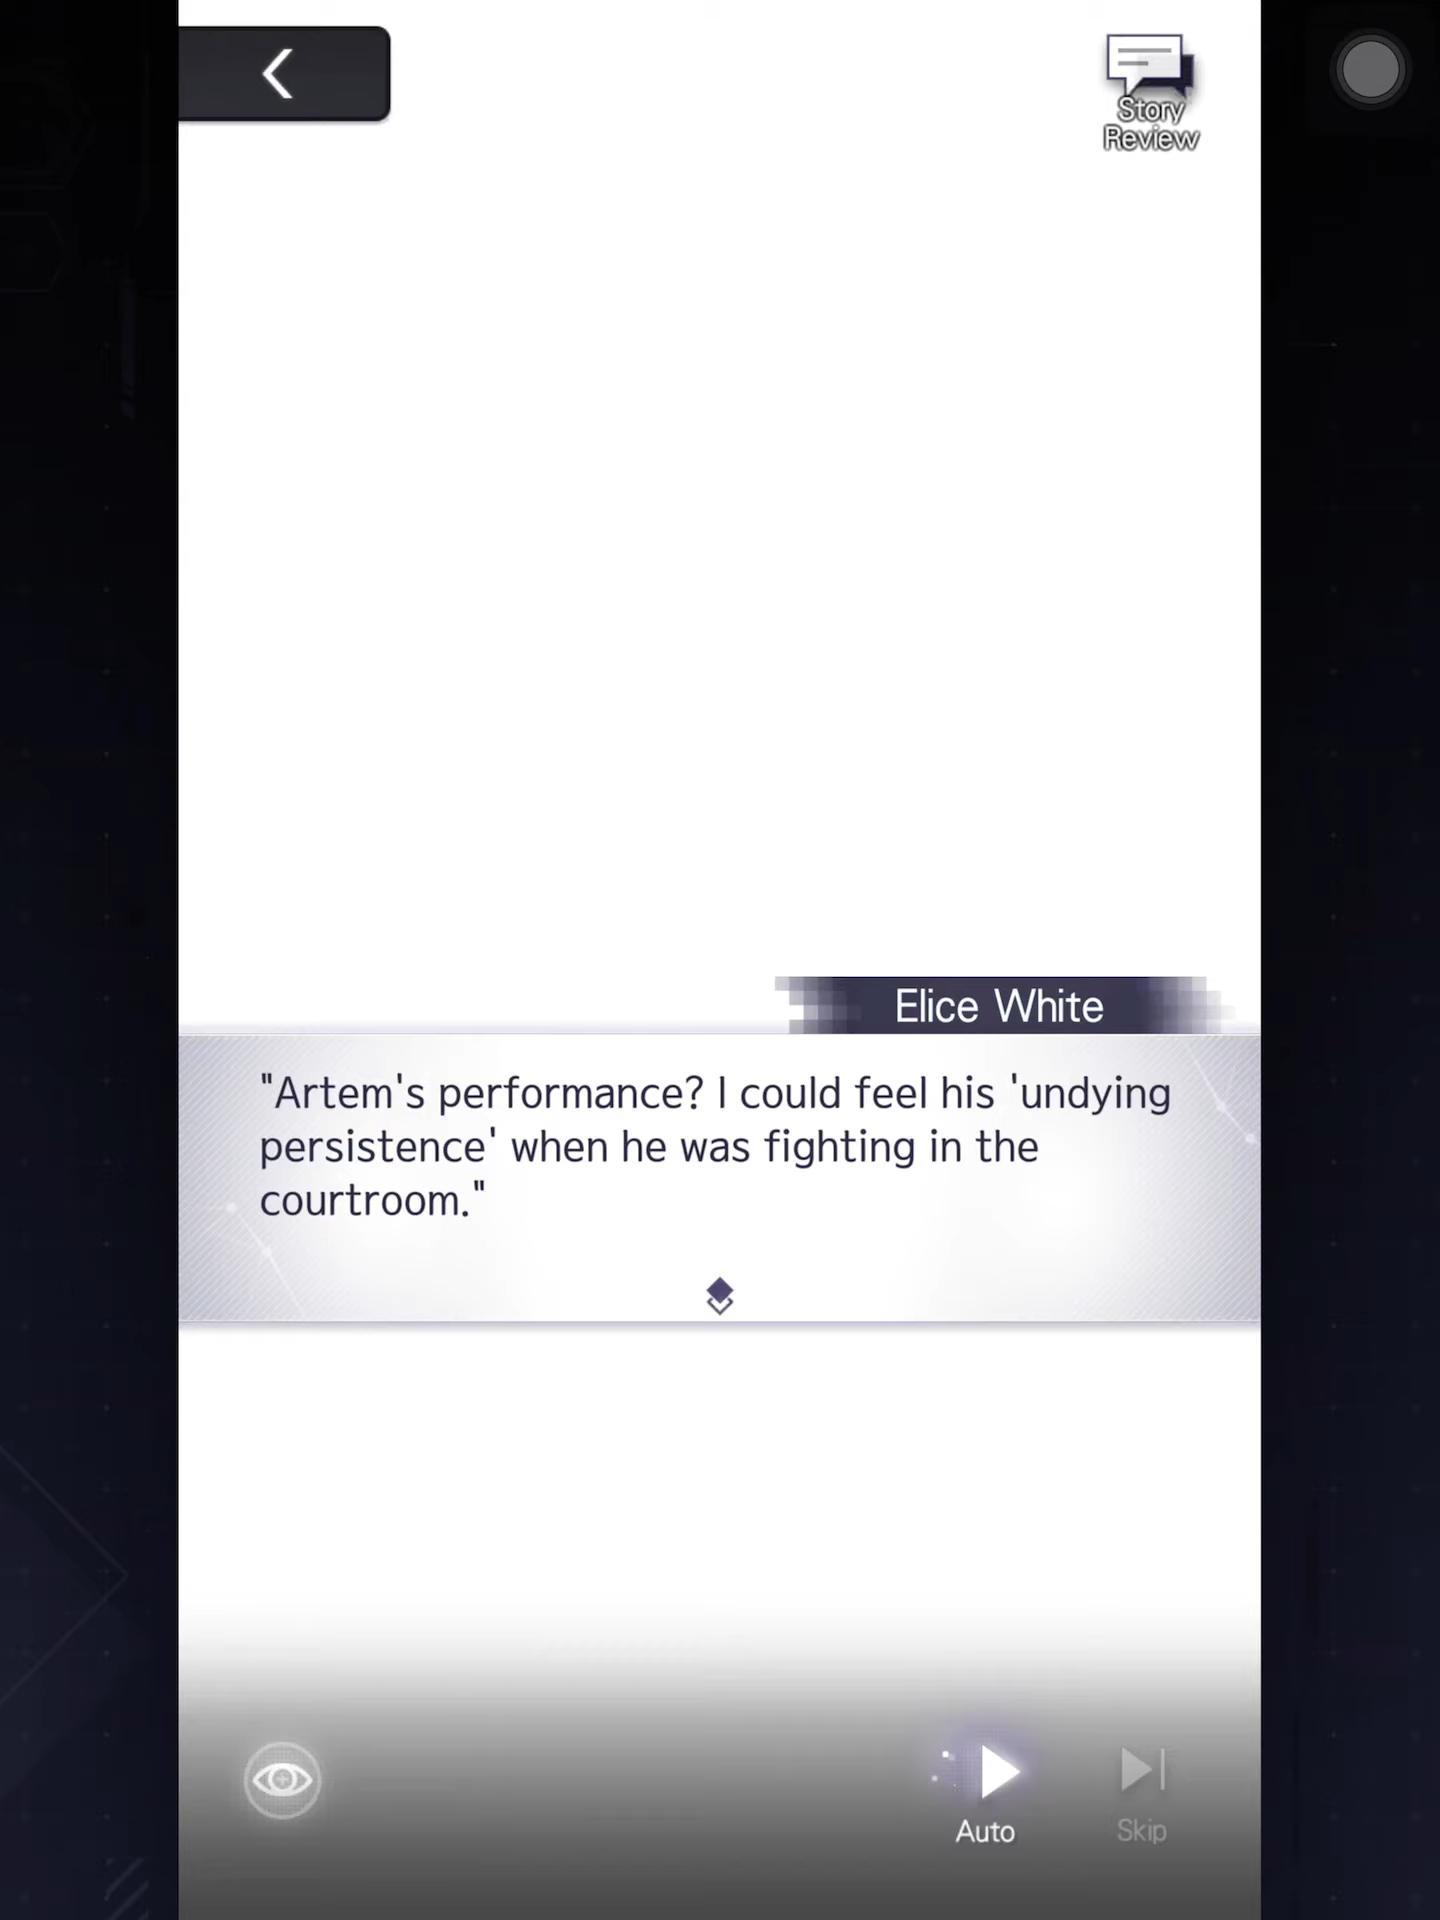 Story
Review
Elice White
"Artem's performance? I could feel his 'undying
persistence' when he was fighting in the
courtroom."
Auto
Skip